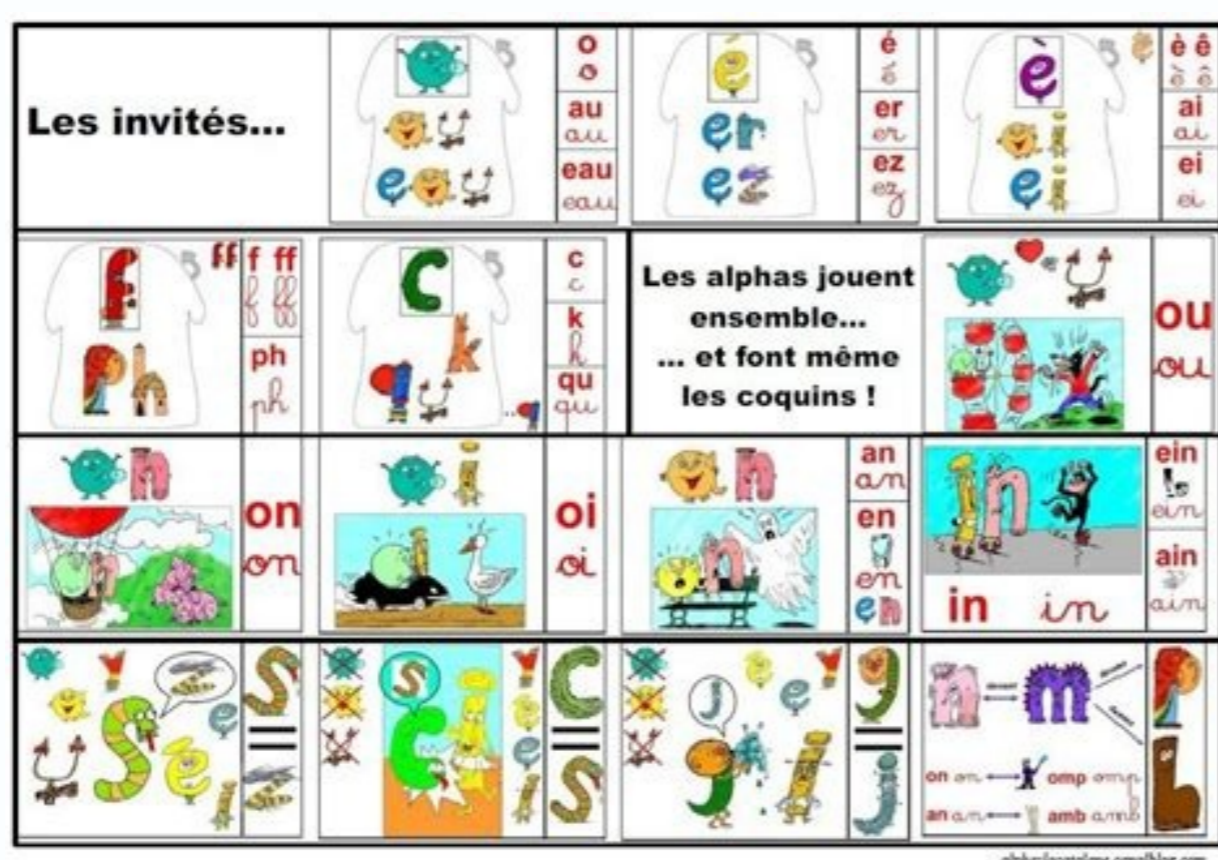 Les invités...
o
o
au
au
eau
eau
é
é
er
er
ez
ez
è ê
è ê
ai
ai
ei
ei
ff
f ff
f ff
ph
ph
c
c
k
k
qu
qu
Les alphas jouent
ensemble...
... et font même
les coquins !
ou
ou
on
on
oi
oi
an
an
en
en
en
in in
ein
ein
ain
ain
on on
omp omp
an an
amb amb